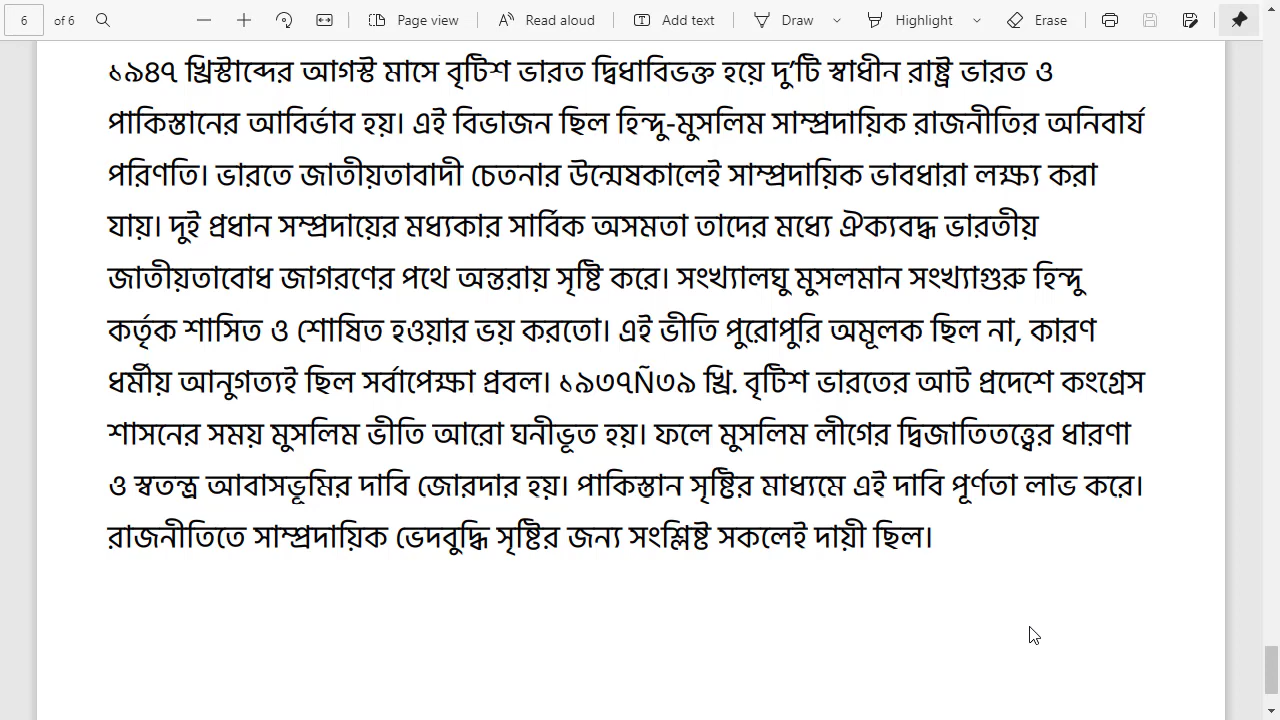 6 of 6 Page view Read aloud Add text Draw Highlight Erase
১৯৪৭ খ্রিস্টাব্দের আগস্ট মাসে বৃটিশ ভারত দ্বিধাবিভক্ত হয়ে দু’টি স্বাধীন রাষ্ট্র ভারত ও
পাকিস্তানের আবির্ভাব হয়। এই বিভাজন ছিল হিন্দু-মুসলিম সাম্প্রদায়িক রাজনীতির অনিবার্য
পরিণতি। ভারতে জাতীয়তাবাদী চেতনার উন্মেষকালেই সাম্প্রদায়িক ভাবধারা লক্ষ্য করা
যায়। দুই প্রধান সম্প্রদায়ের মধ্যকার সার্বিক অসমতা তাদের মধ্যে ঐক্যবদ্ধ ভারতীয়
জাতীয়তাবোধ জাগরণের পথে অন্তরায় সৃষ্টি করে। সংখ্যালঘু মুসলমান সংখ্যাগুরু হিন্দু
কর্তৃক শাসিত ও শোষিত হওয়ার ভয় করতো। এই ভীতি পুরোপুরি অমূলক ছিল না, কারণ
ধর্মীয় আনুগত্যই ছিল সর্বাপেক্ষা প্রবল। ১৯৩৭Ñ৩৯ খ্রি. বৃটিশ ভারতের আট প্রদেশে কংগ্রেস
শাসনের সময় মুসলিম ভীতি আরো ঘনীভূত হয়। ফলে মুসলিম লীগের দ্বিজাতিতত্ত্বের ধারণা
ও স্বতন্ত্র আবাসভূমির দাবি জোরদার হয়। পাকিস্তান সৃষ্টির মাধ্যমে এই দাবি পূর্ণতা লাভ করে।
রাজনীতিতে সাম্প্রদায়িক ভেদবুদ্ধি সৃষ্টির জন্য সংশ্লিষ্ট সকলেই দায়ী ছিল।